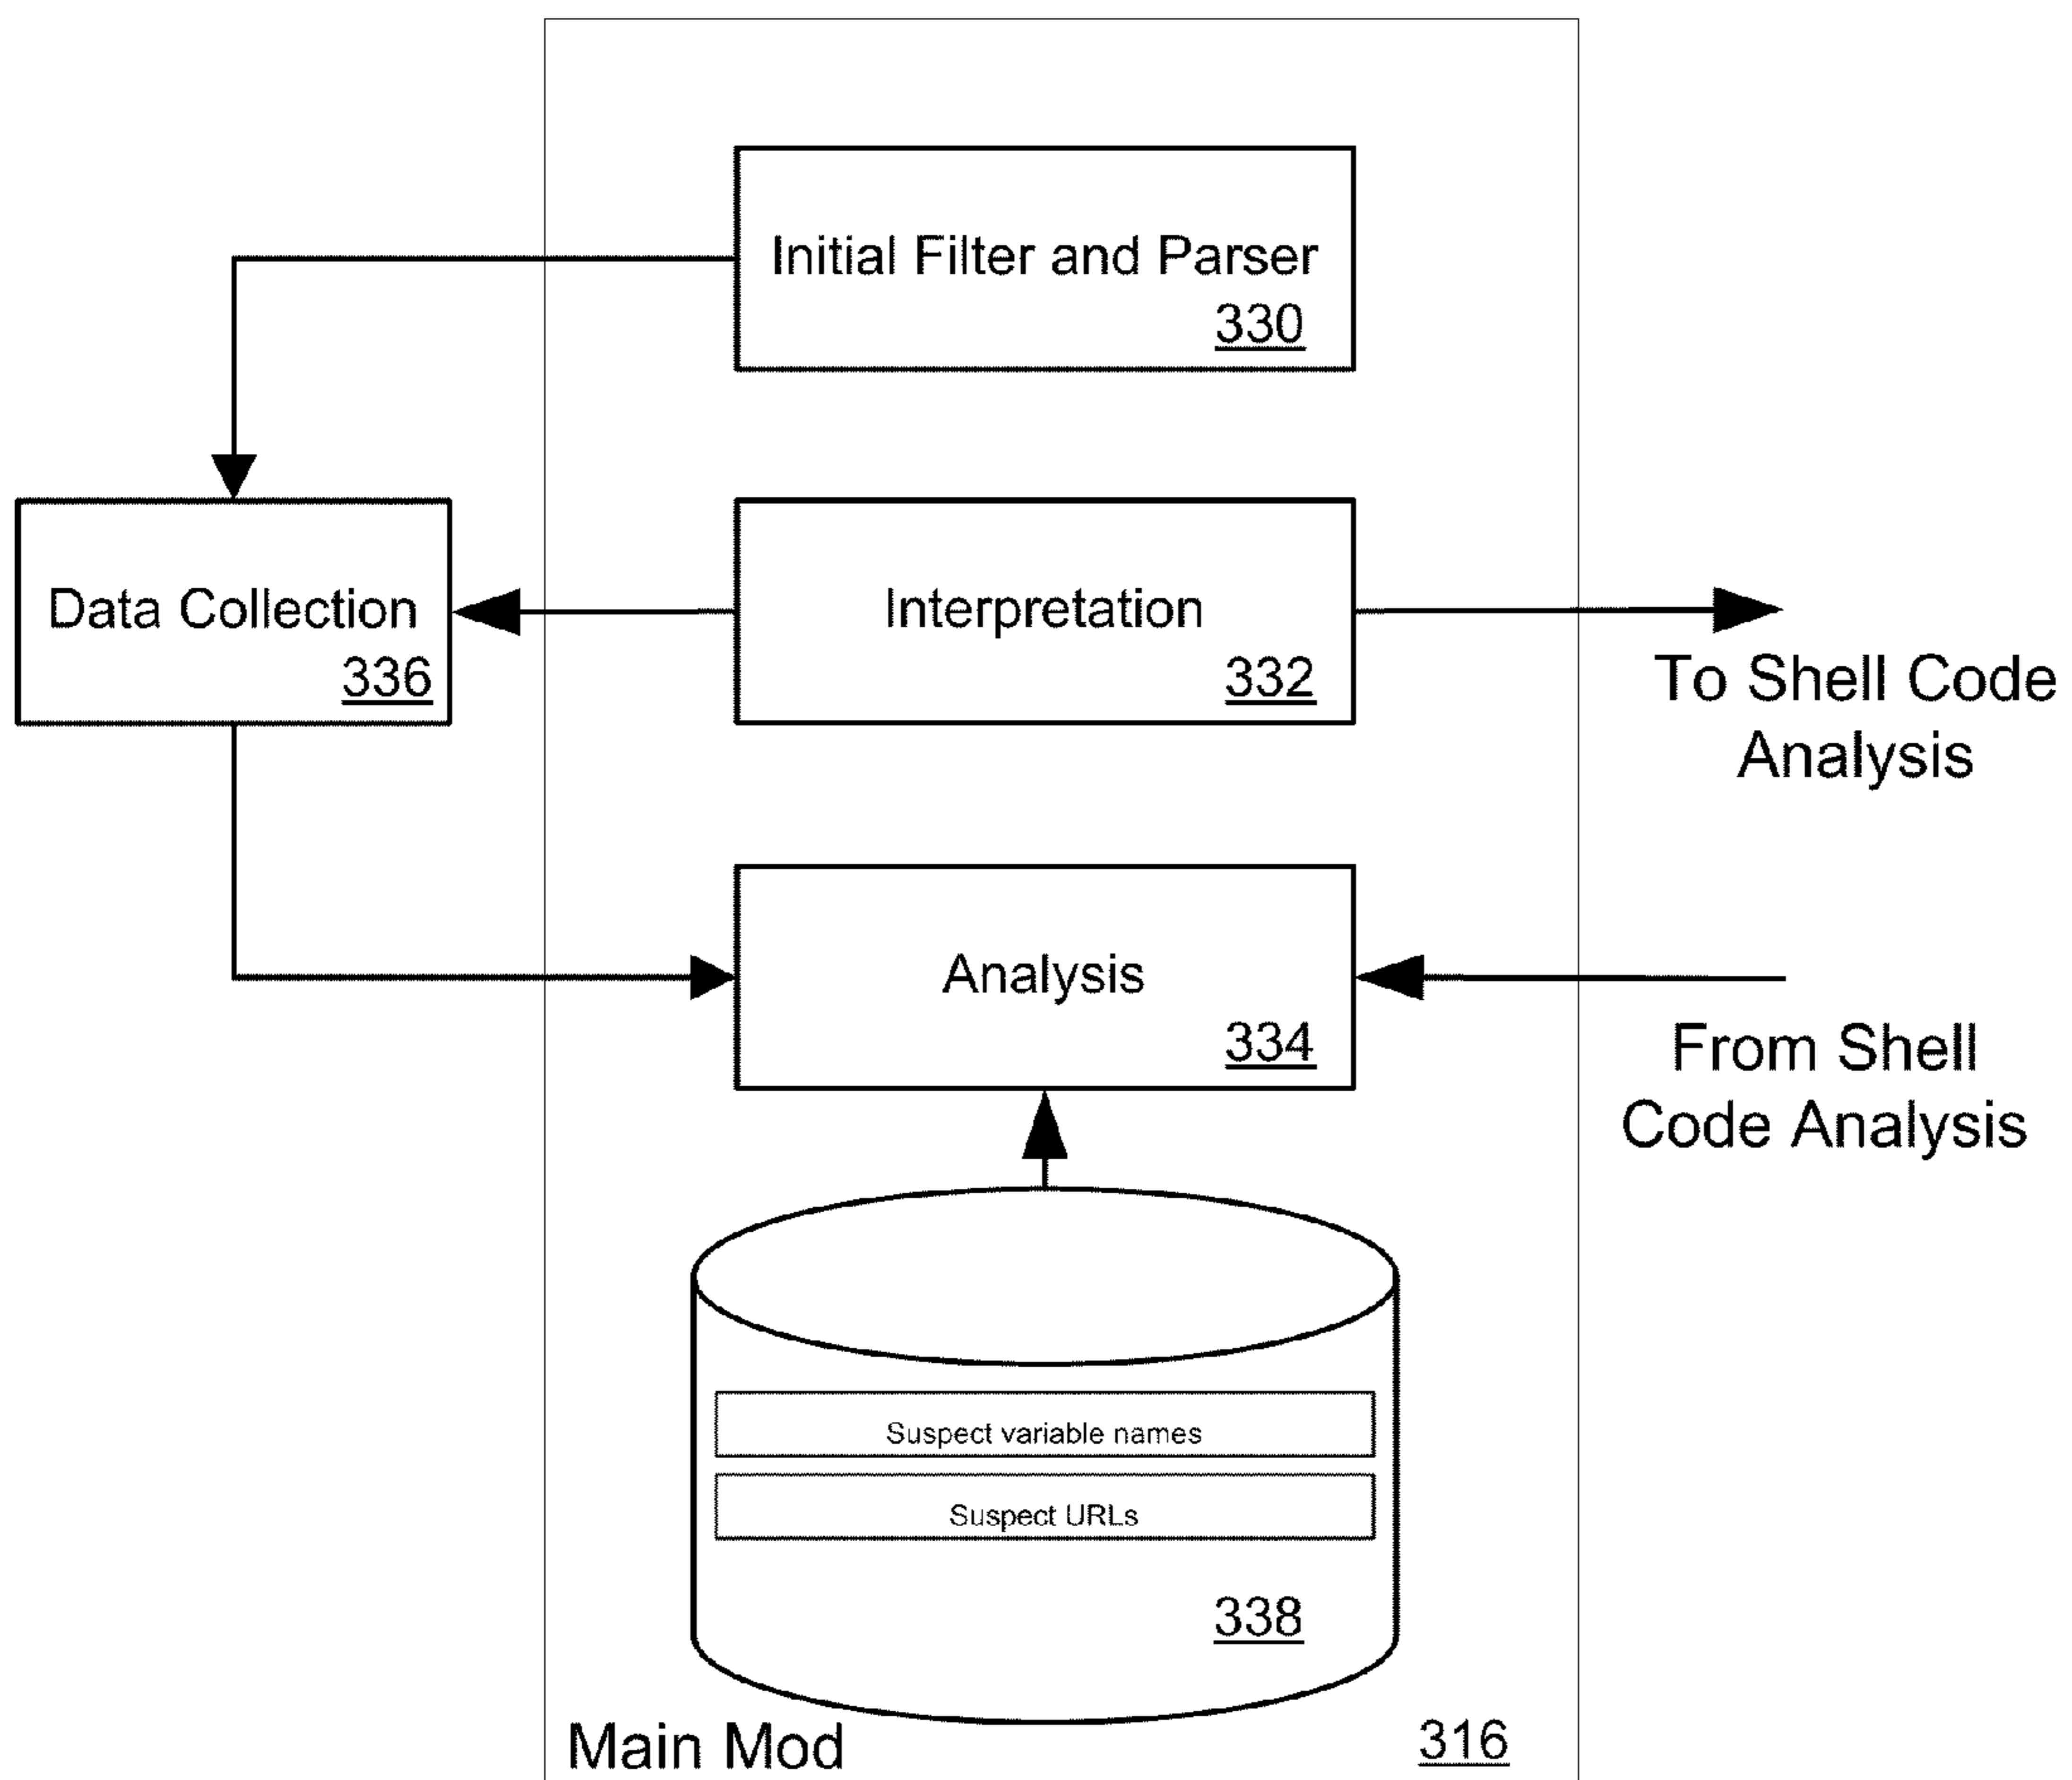 Initial Filter and Parser
330
Data Collection
336
Interpretation
332
To Shell Code
Analysis
Analysis
334
From Shell
Code Analysis
Suspect variable names
Suspect URLs
338
Main Mod
316